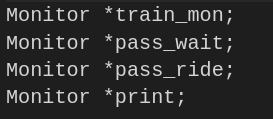 Monitor *train_mon;
Monitor *pass_wait;
Monitor *pass_ride;
Monitor *print;